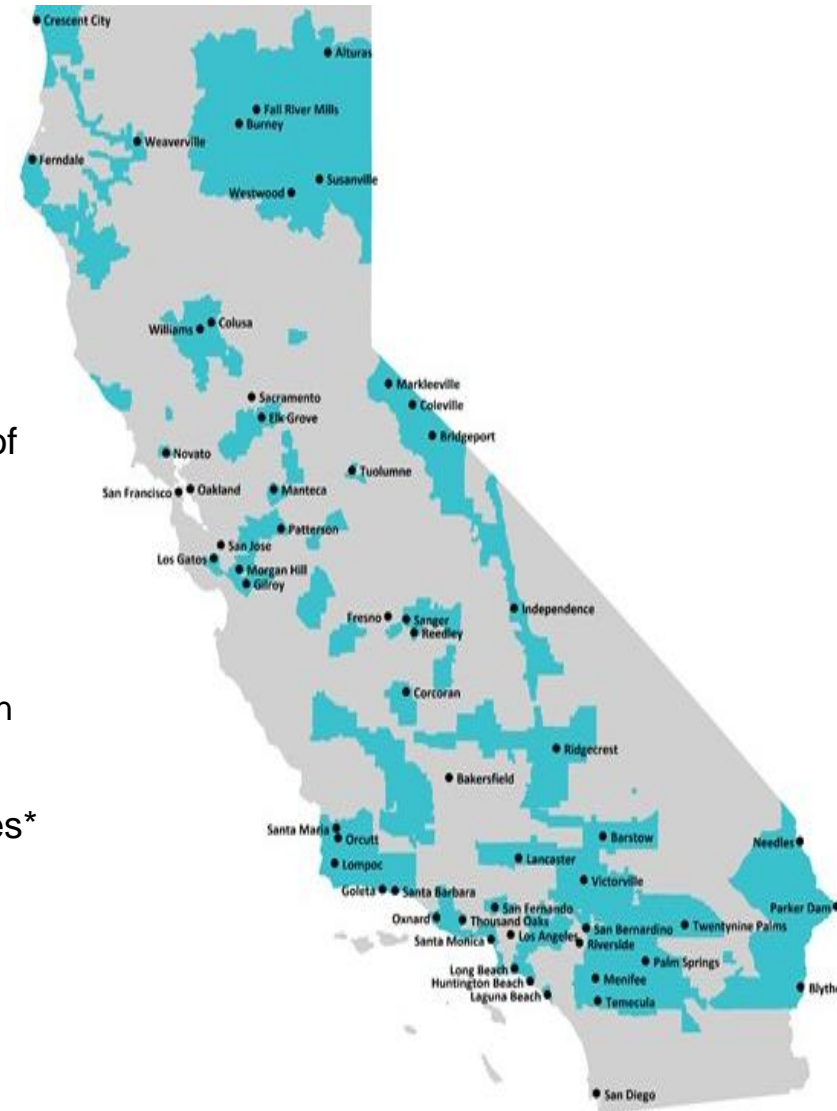 Crescent City
Alturas
Fall River Mills
Burney
Weaverville
Ferndale
Susanville
Westwood
Colusa
Williams
Markleeville
Sacramento
Coleville
Elk Grove
of
Bridgeport
Novato
Tuolumne
San Francisco
Oakland
Manteca
Patterson
San Jose
Los Gatos
Morgan Hill
Gilroy
Independence
Fresno
Sanger
Reedley
Corcoran
Ridgecrest
Bakersfield
es*
Santa Maria
Orcutt
Barstow
Needles
Lancaster
Lompoc
Victorville
Goleta
Santa Barbara
Parker Dam
San Fernando
Oxnard
Thousand Oaks
Twentynine Palms
San Bernardino
Los Angeles
Santa Monica
Riverside
Palm Springs
Long Beach
Menifee
Huntington Beach
Blyth
Laguna Beach
Temecula
San Diego